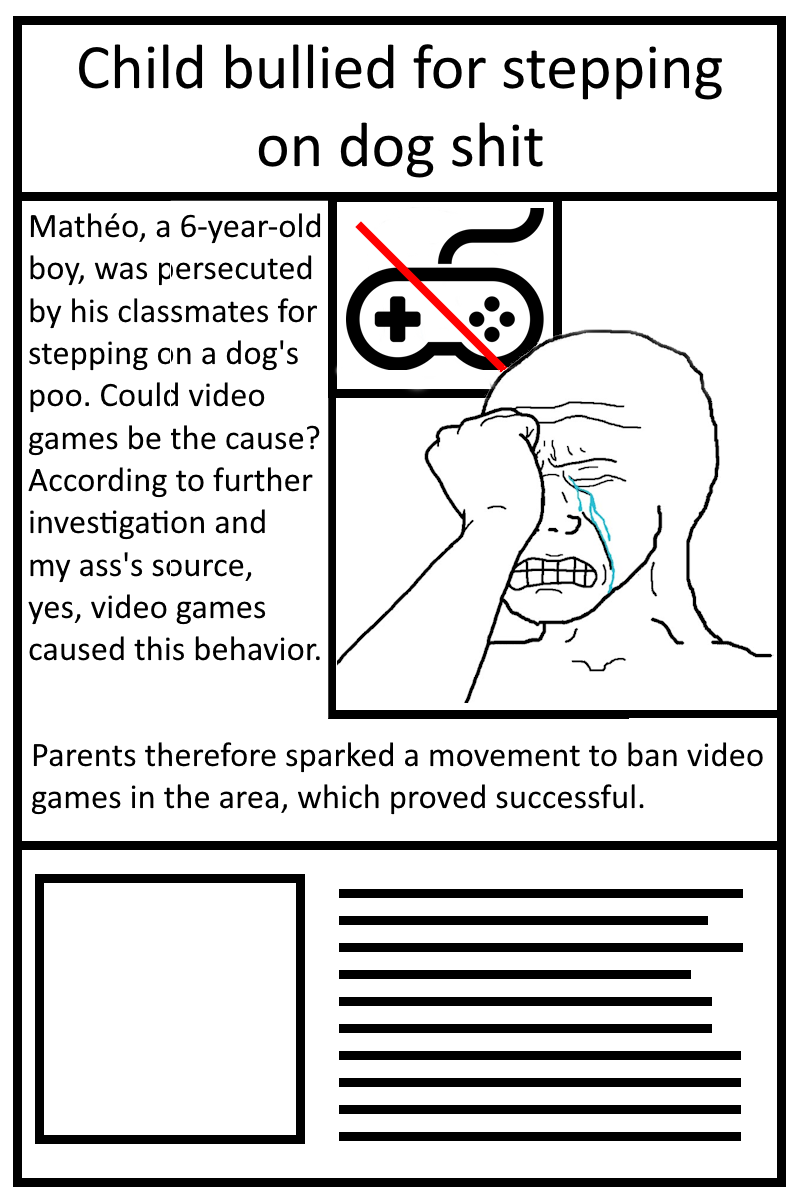 Child bullied for stepping
on dog shit
Mathéo, a 6-year-old
boy, was persecuted
by his classmates for
stepping on a dog's
poo. Could video
games be the cause?
According to further
investigation and
my ass's source,
yes, video games
caused this behavior.
Parents therefore sparked a movement to ban video
games in the area, which proved successful.